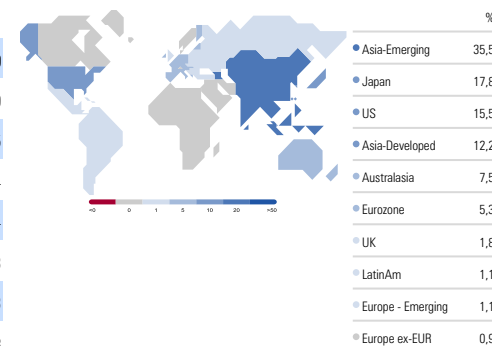 %
Asia-Emerging 35,5
Japan 17,8
US 15,5
Asia-Developed 12,2
Australasia 7,5
Eurozone 5,3
UK 1,8
LatinAm 1,1
Europe - Emerging 1,1
Europe ex-EUR 0,9
<0 0 1 5 10 20 >50